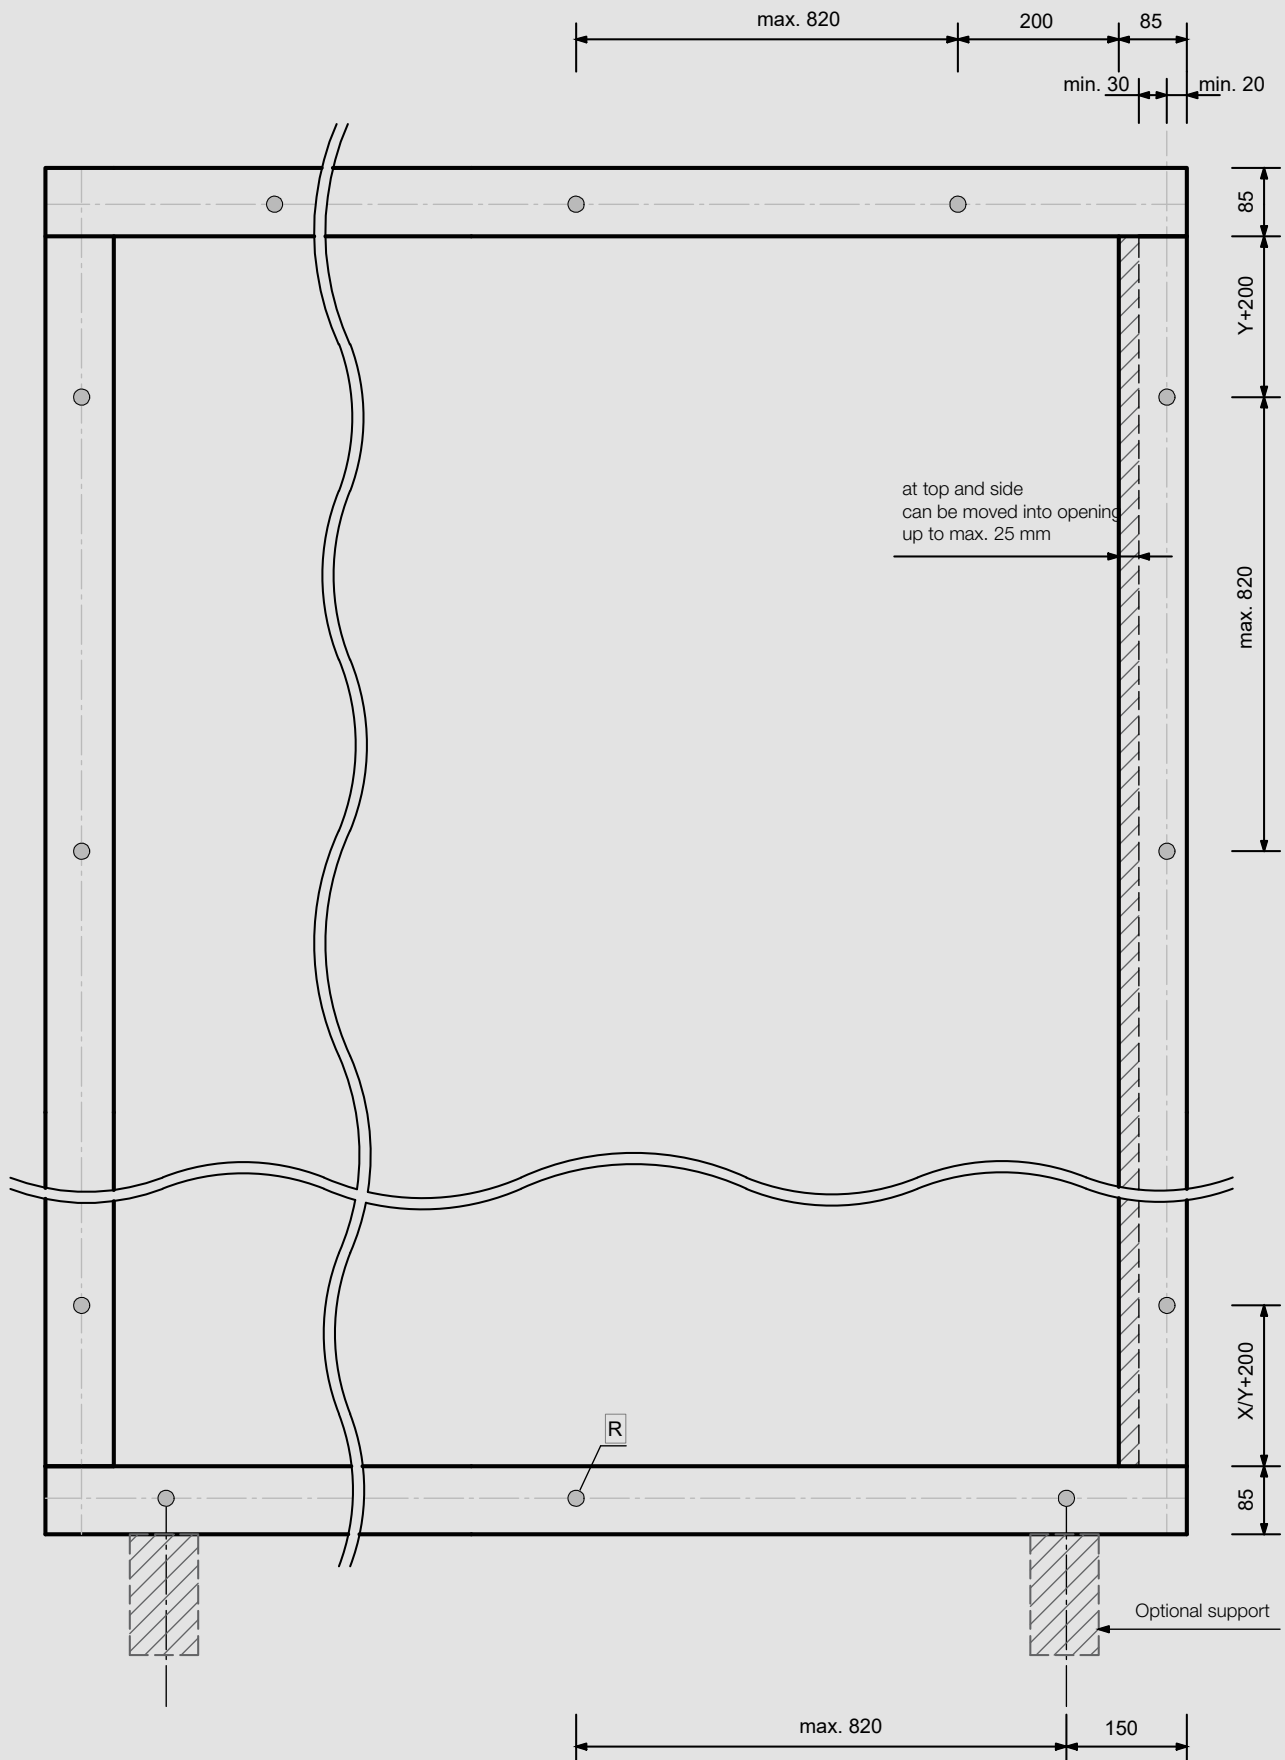 max. 820
200
85
min. 30
min. 20
85
Y+200
at top and side
can be moved into opening
up to max. 25 mm
max. 820
X/Y+200
R
85
Optional support
max. 820
150